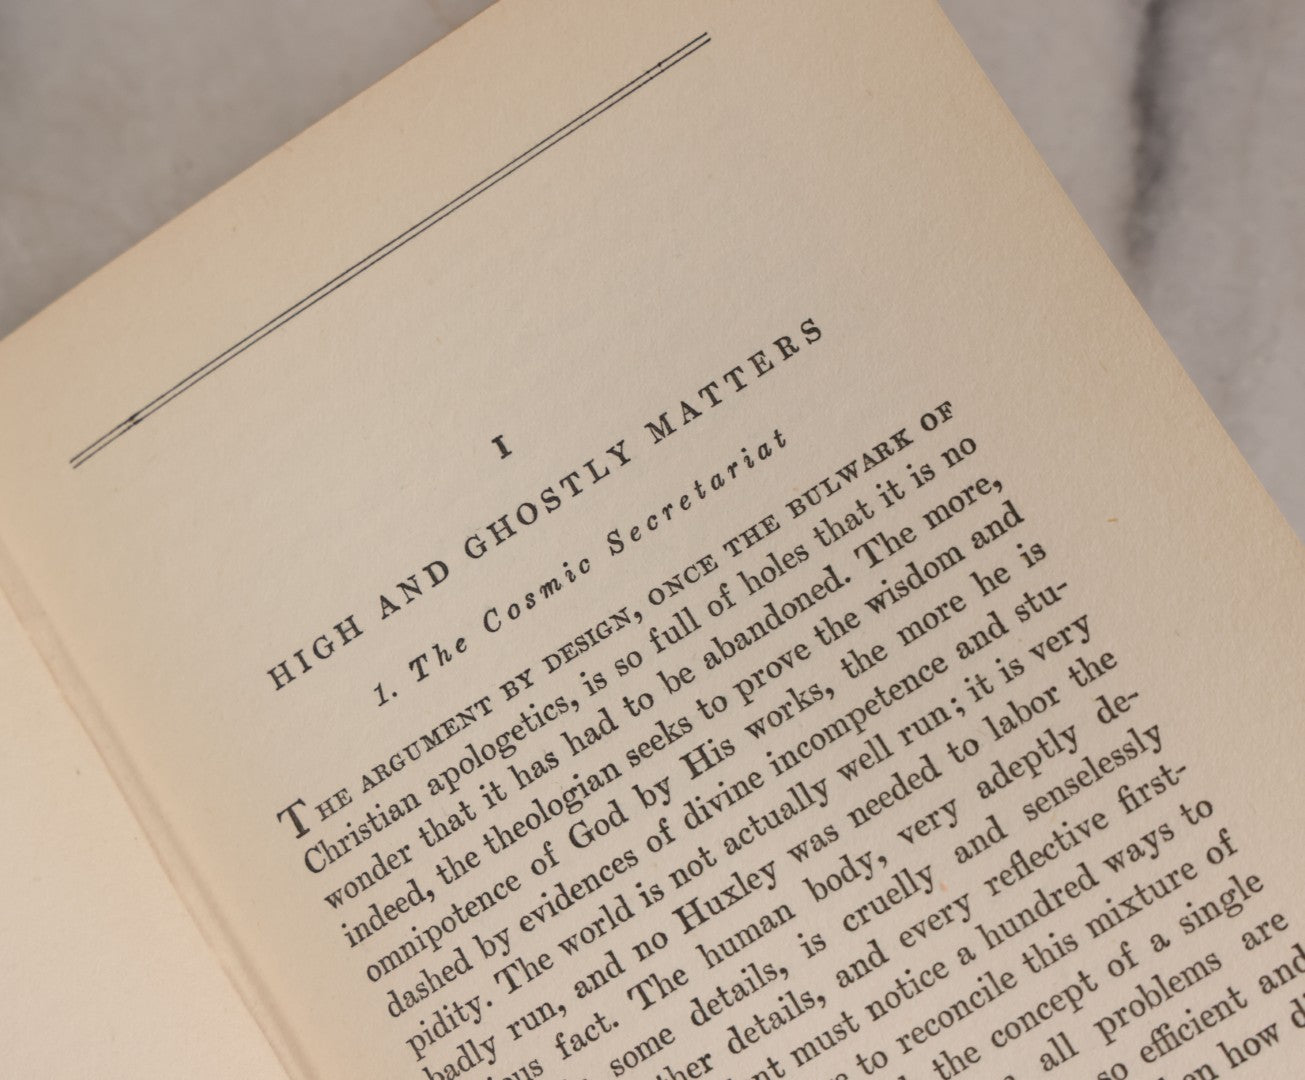 I
HIGH AND GHOSTLY MATTERS
1. The Cosmic Secretariat
THE ARGUMENT BY DESIGN, ONCE THE BULWARK OF
Christian apologetics, is so full of holes that it is no
wonder that it has had to be abandoned. The more,
indeed, the theologian seeks to prove the wisdom and
omnipotence of God by His works, the more he is
dashed by evidences of divine incompetence and stu-
pidity. The world is not actually well run; it is very
badly run, and no Huxley was needed to labor the
fact. The human body, very adeptly de-
some details, is cruelly and senselessly
details, and every reflective first-
must notice a hundred ways to
to reconcile this mixture of
the concept of a single
all problems are
so efficient and
on how